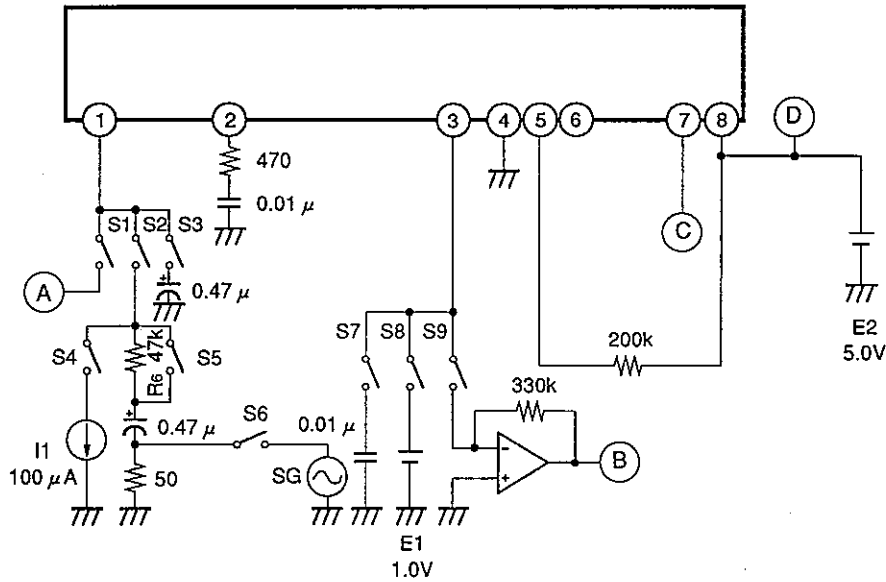 1
2
3
4
5
6
7
8
D
470
0.01 μ
C
S1
S2
S3
A
0.47 μ
S4
47k
R6
S5
S7
S8
S9
200k
E2
5.0V
330k
0.47 μ
S6
0.01 μ
I1
100 μA
50
SG
B
E1
1.0V